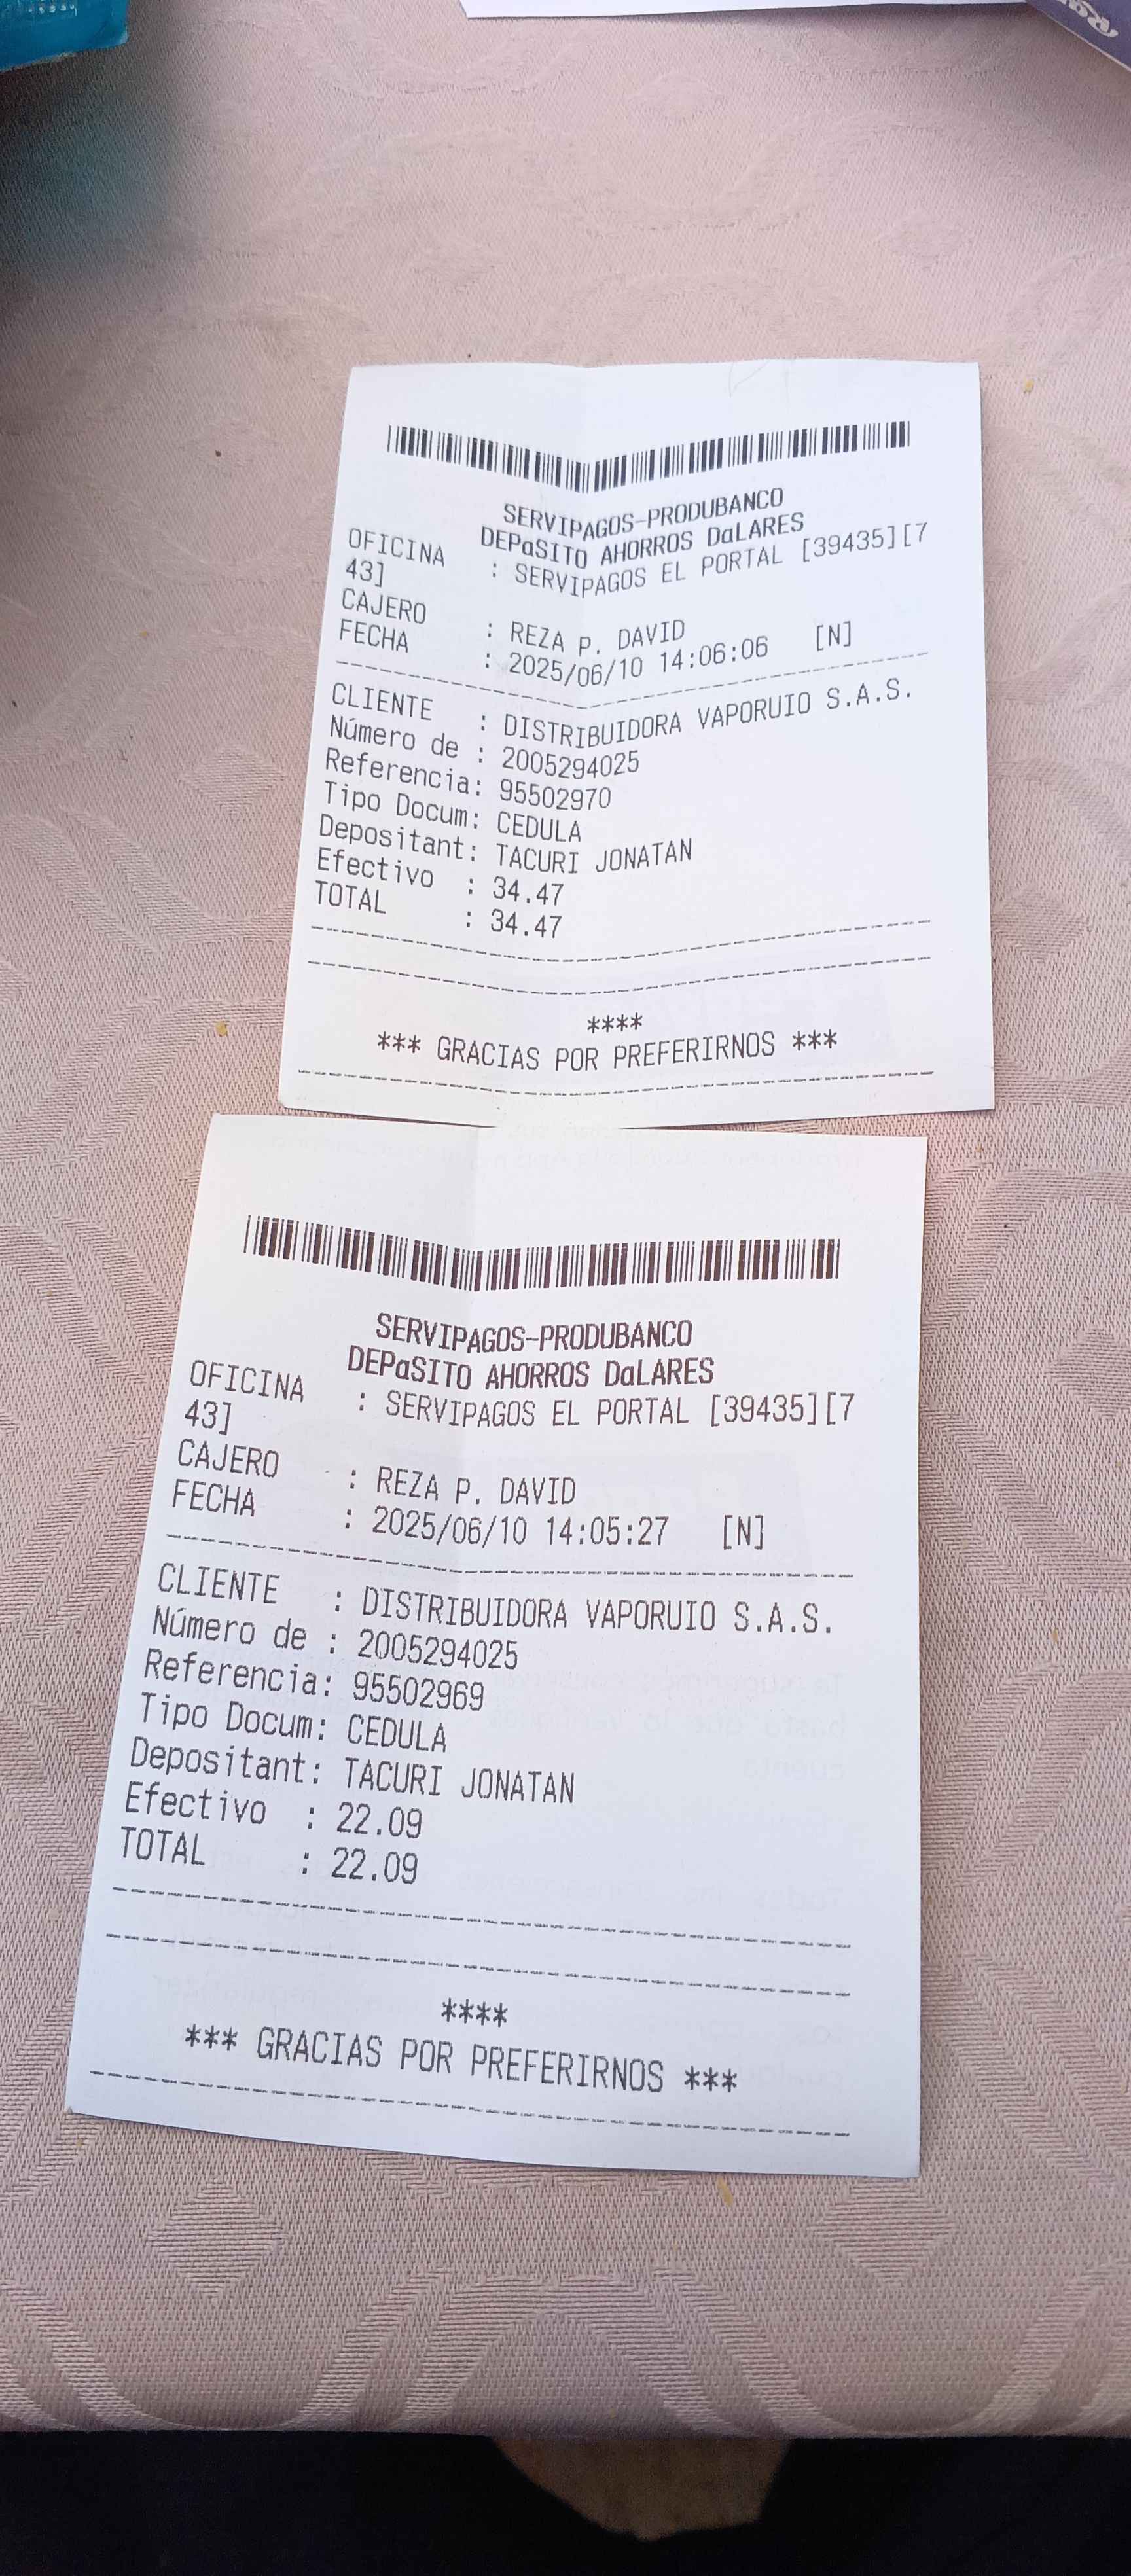 SERVIPAGOS-PRODUBANCO
DEPaSITO AHORROS DaLARES
OFICINA : SERVIPAGOS EL PORTAL [39435][7
43]
CAJERO : REZA P. DAVID
FECHA : 2025/06/10 14:06:06 [N]
CLIENTE : DISTRIBUIDORA VAPORUIO S.A.S.
Número de : 2005294025
Referencia: 95502970
Tipo Docum: CEDULA
Depositant: TACURI JONATAN
Efectivo : 34.47
TOTAL : 34.47
****
*** GRACIAS POR PREFERIRNOS ***
SERVIPAGOS-PRODUBANCO
DEPaSITO AHORROS DaLARES
OFICINA : SERVIPAGOS EL PORTAL [39435][7
43]
CAJERO : REZA P. DAVID
FECHA : 2025/06/10 14:05:27 [N]
CLIENTE : DISTRIBUIDORA VAPORUIO S.A.S.
Número de : 2005294025
Referencia: 95502969
Tipo Docum: CEDULA
Depositant: TACURI JONATAN
Efectivo : 22.09
TOTAL : 22.09
****
*** GRACIAS POR PREFERIRNOS ***